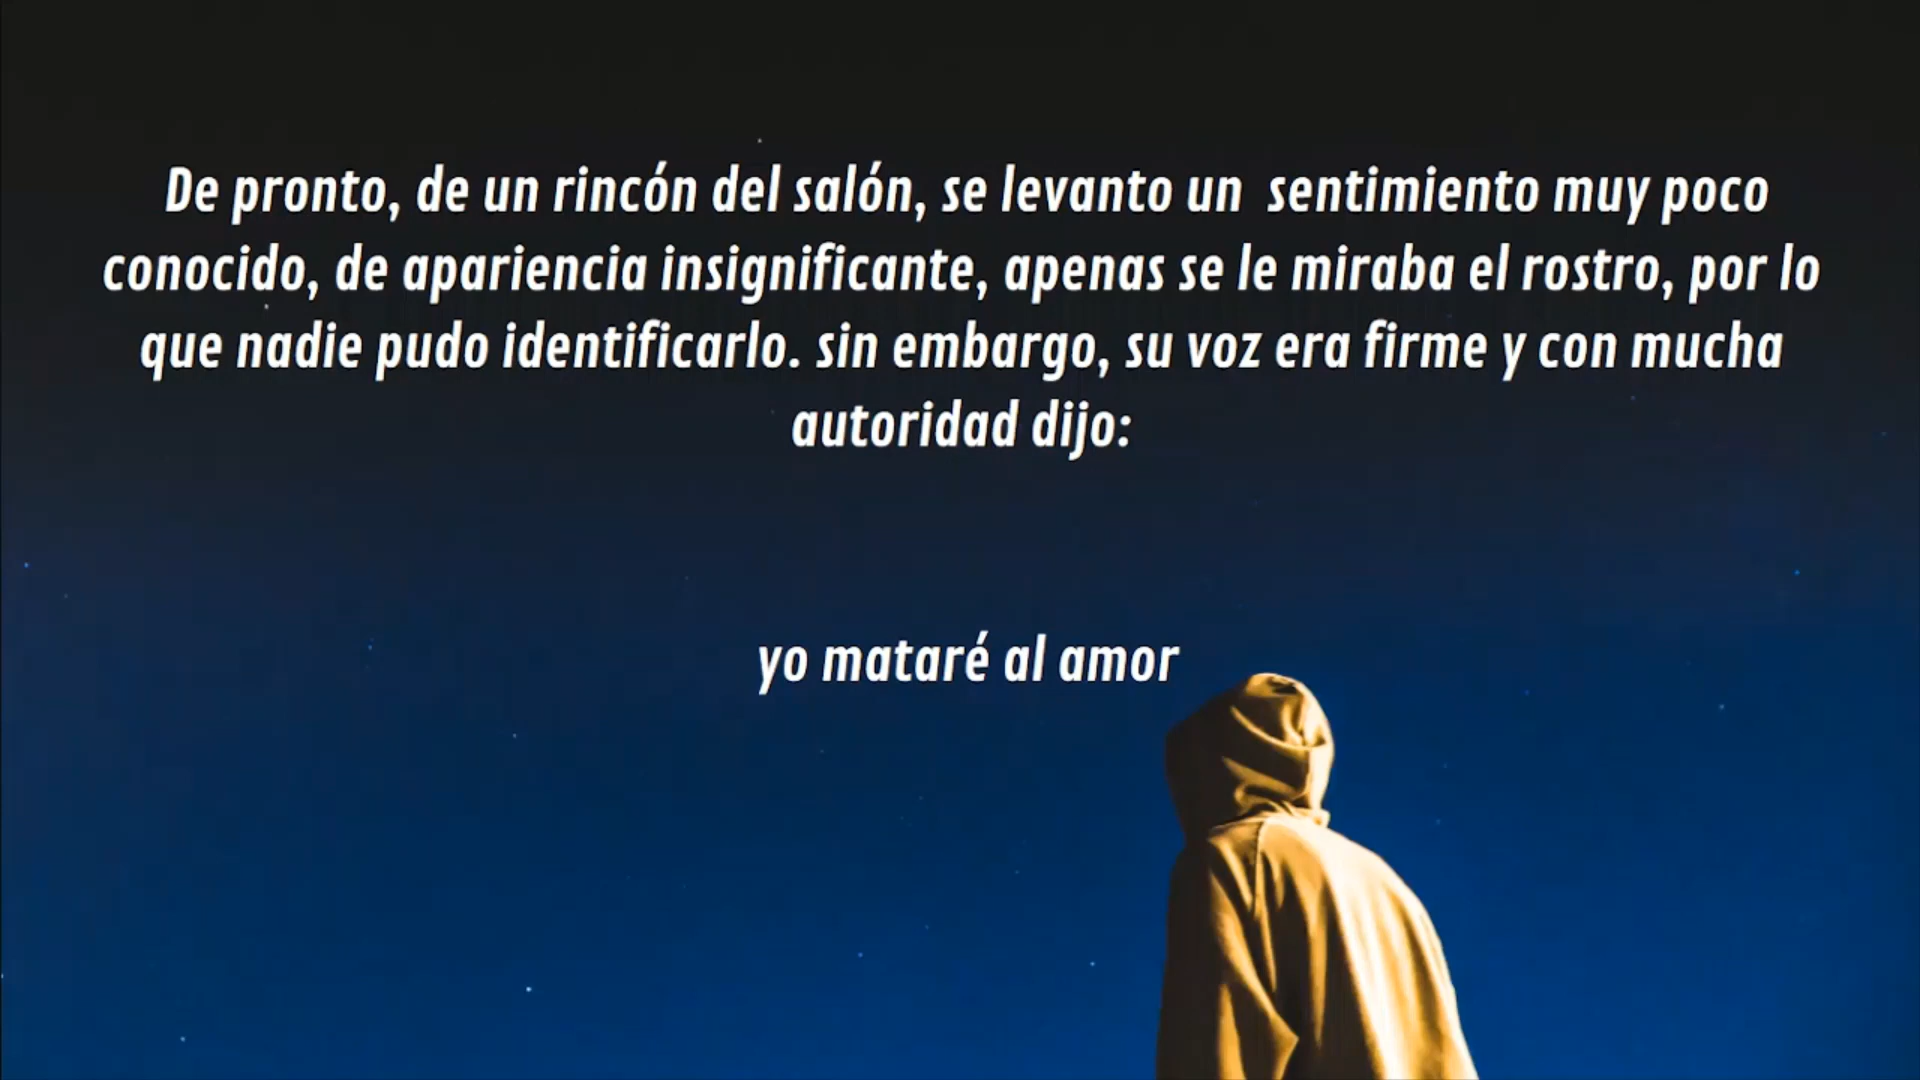 De pronto, de un rincón del salón, se levanto un  sentimiento muy poco
conocido, de apariencia insignificante, apenas se le miraba el rostro, por lo
que nadie pudo identificarlo. sin embargo, su voz era firme y con mucha
autoridad dijo:
yo mataré al amor